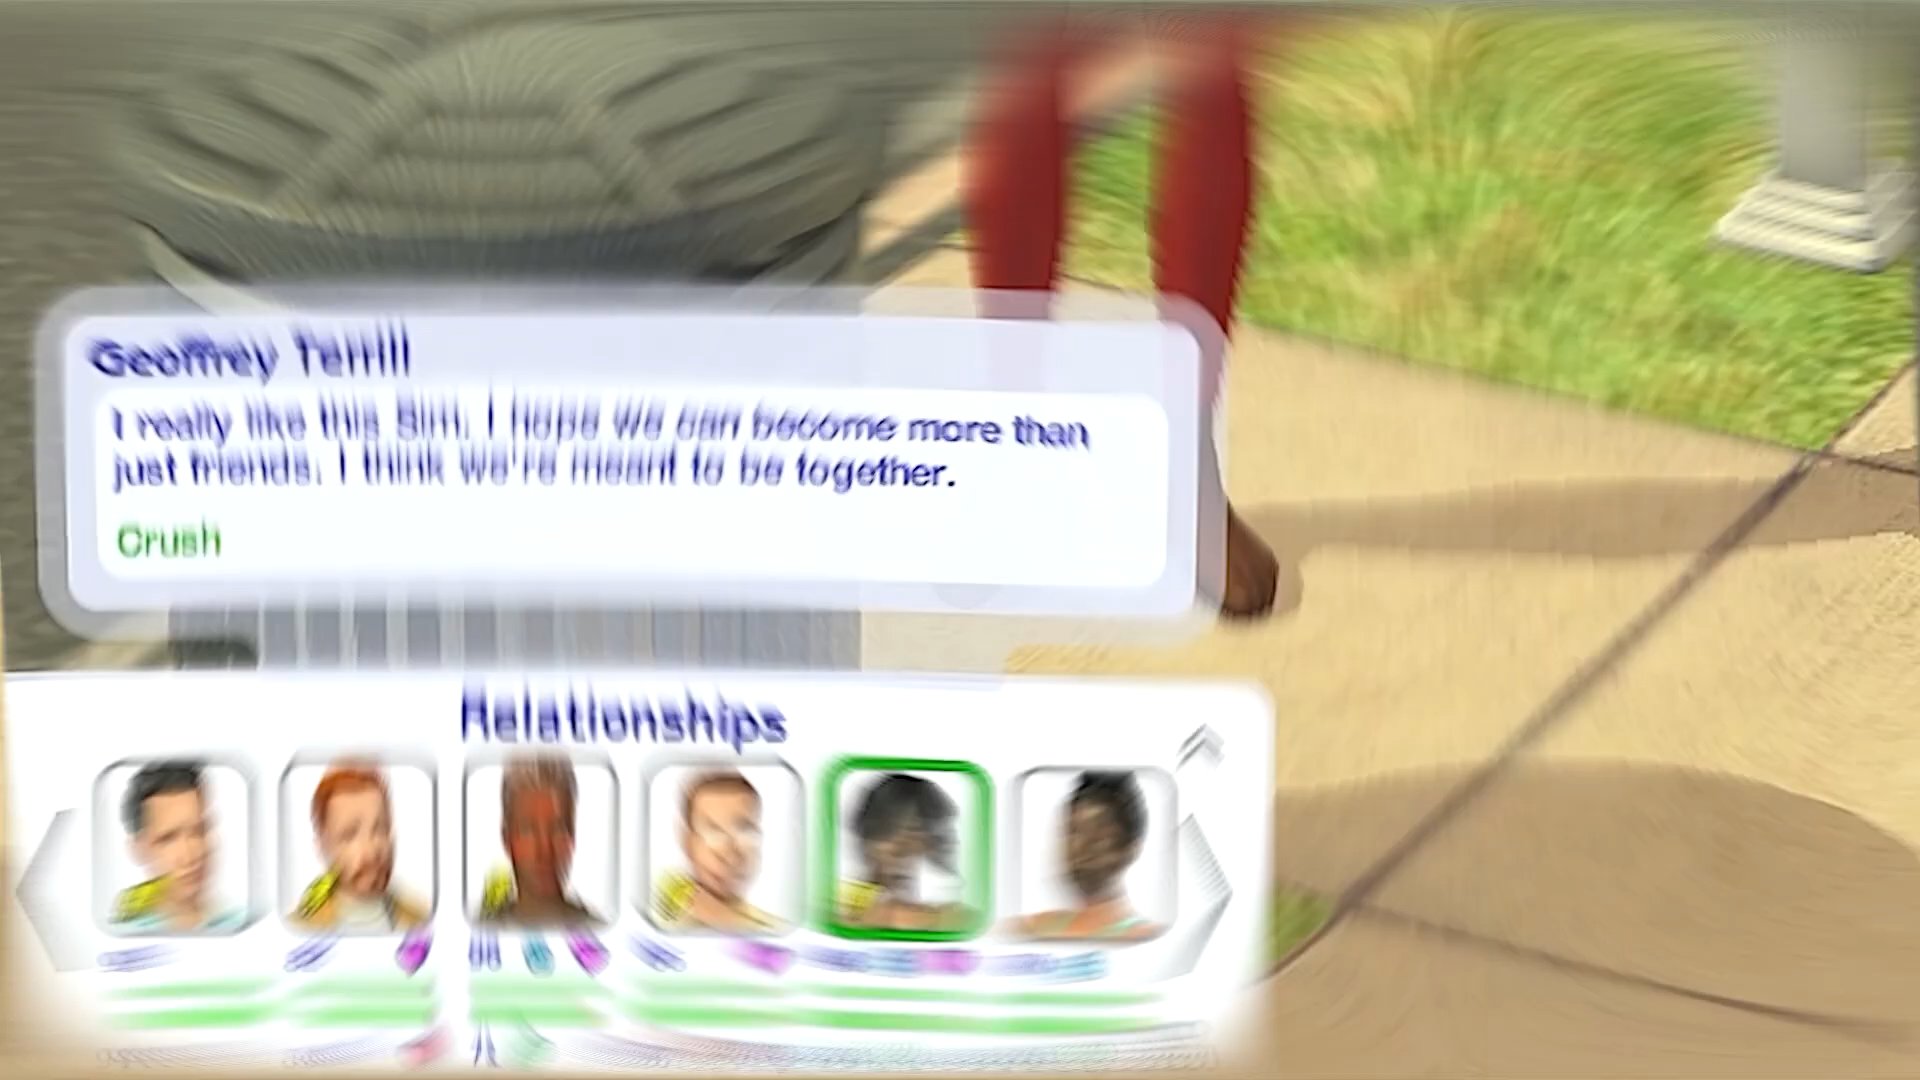 Geoffrey Terrill
I really like this Sim. I hope we can become more than
just friends. I think we're meant to be together.
Crush
Relationships